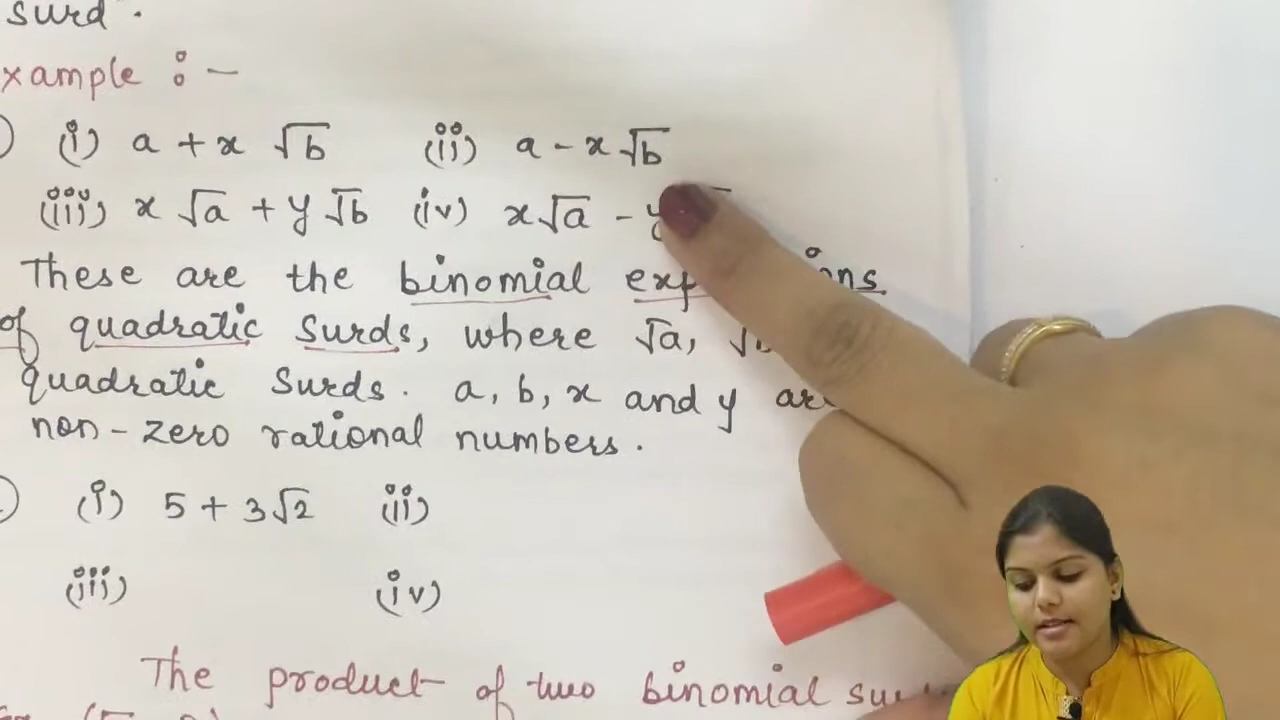 surd.
xample :-
(i) a + x √b (ii) a - x √b
(iii) x √a + y √b (iv) x √a - y
These are the binomial
of quadratic surds, where √a,
quadratic surds. a, b, x and y
non-zero rational numbers.
(i) 5 + 3√2 (ii)
(iii) (iv)
The product of two binomial